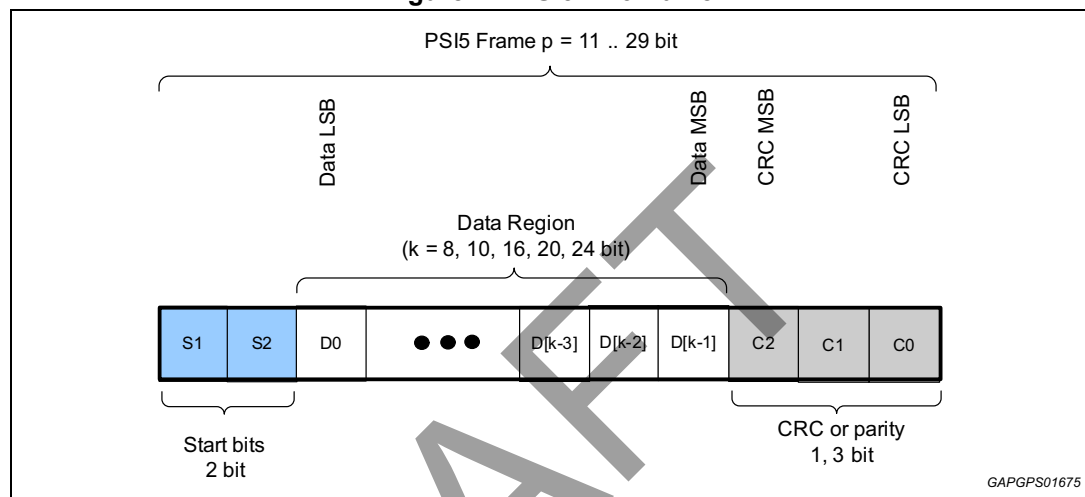 PSI5 Frame p = 11 .. 29 bit
Data LSB
Data MSB
CRC MSB
CRC LSB
Data Region
(k = 8, 10, 16, 20, 24 bit)
S1 S2 D0 ●●● D[k-3] D[k-2] D[k-1] C2 C1 C0
Start bits
2 bit
CRC or parity
1, 3 bit
GAPGPS01675